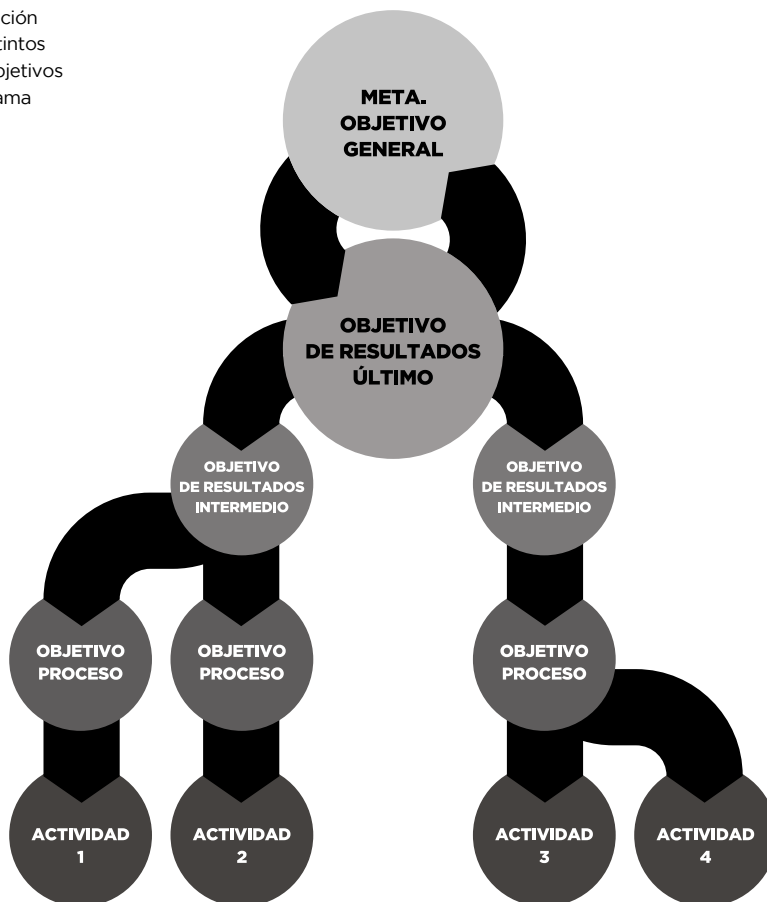 ción
tintos
jetivos
ama
META.
OBJETIVO
GENERAL
OBJETIVO
DE RESULTADOS
ÚLTIMO
OBJETIVO
DE RESULTADOS
INTERMEDIO
OBJETIVO
DE RESULTADOS
INTERMEDIO
OBJETIVO
PROCESO
OBJETIVO
PROCESO
OBJETIVO
PROCESO
ACTIVIDAD
1
ACTIVIDAD
2
ACTIVIDAD
3
ACTIVIDAD
4